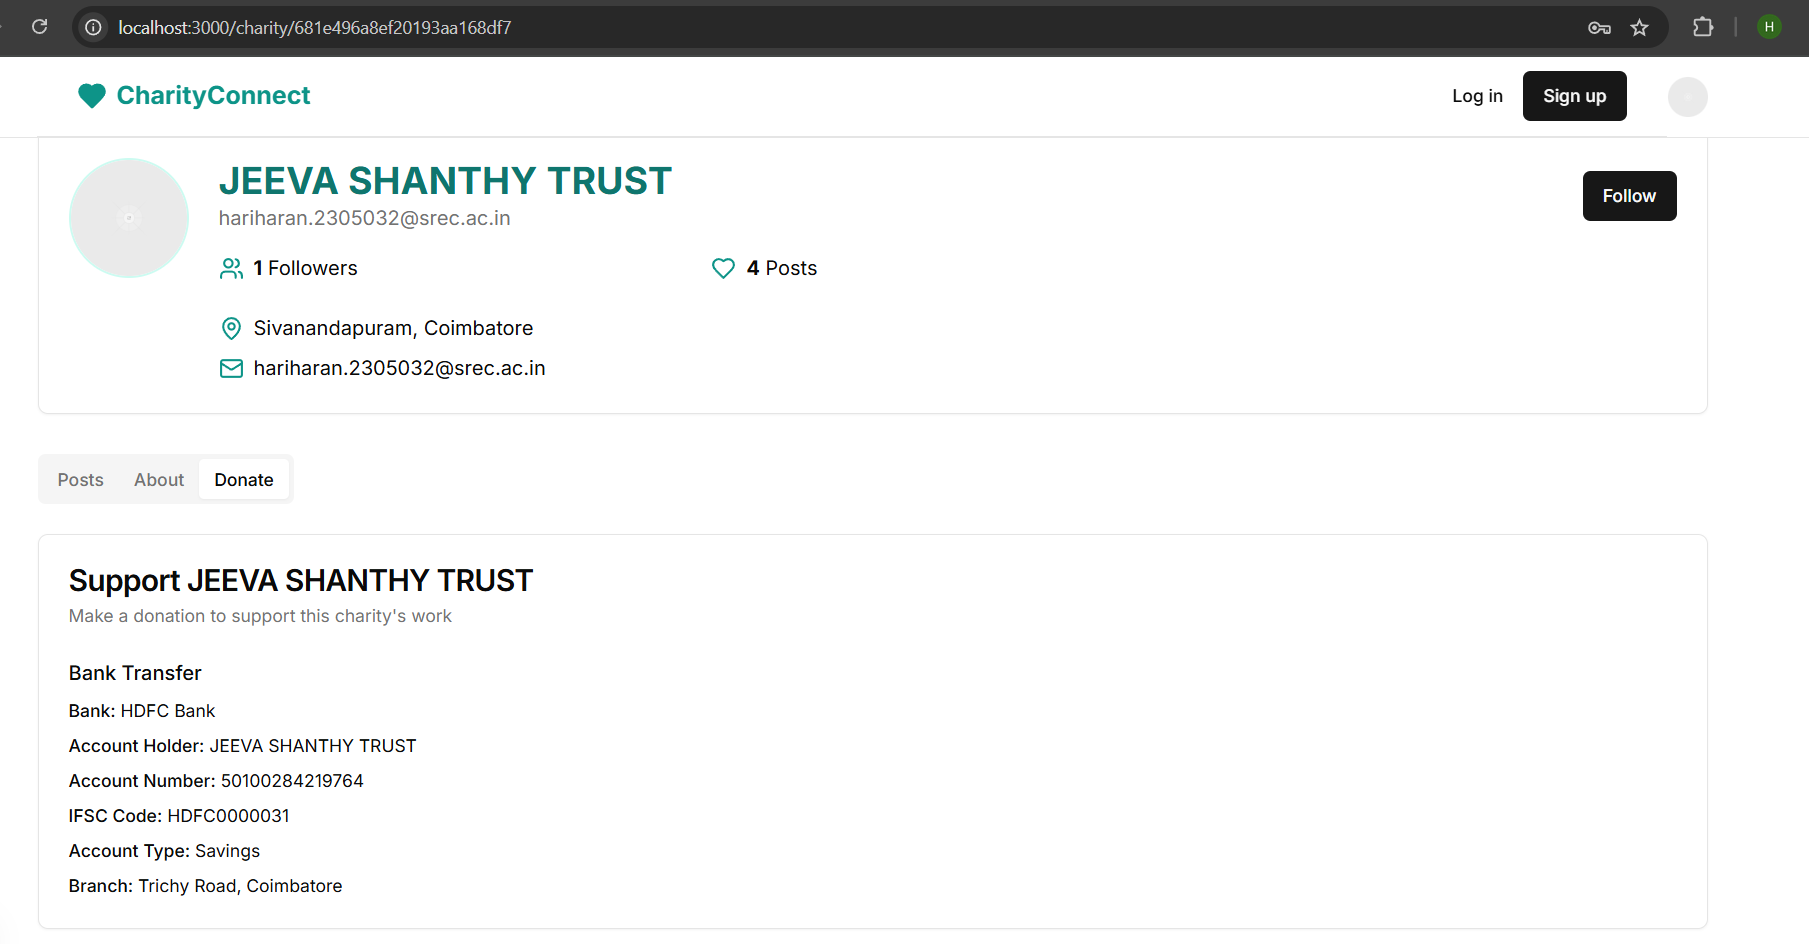 localhost:3000/charity/681e496a8ef20193aa168df7
H
CharityConnect
Log in
Sign up
JEEVA SHANTHY TRUST
hariharan.2305032@srec.ac.in
Follow
1 Followers
4 Posts
Sivanandapuram, Coimbatore
hariharan.2305032@srec.ac.in
Posts
About
Donate
Support JEEVA SHANTHY TRUST
Make a donation to support this charity's work
Bank Transfer
Bank: HDFC Bank
Account Holder: JEEVA SHANTHY TRUST
Account Number: 50100284219764
IFSC Code: HDFC0000031
Account Type: Savings
Branch: Trichy Road, Coimbatore